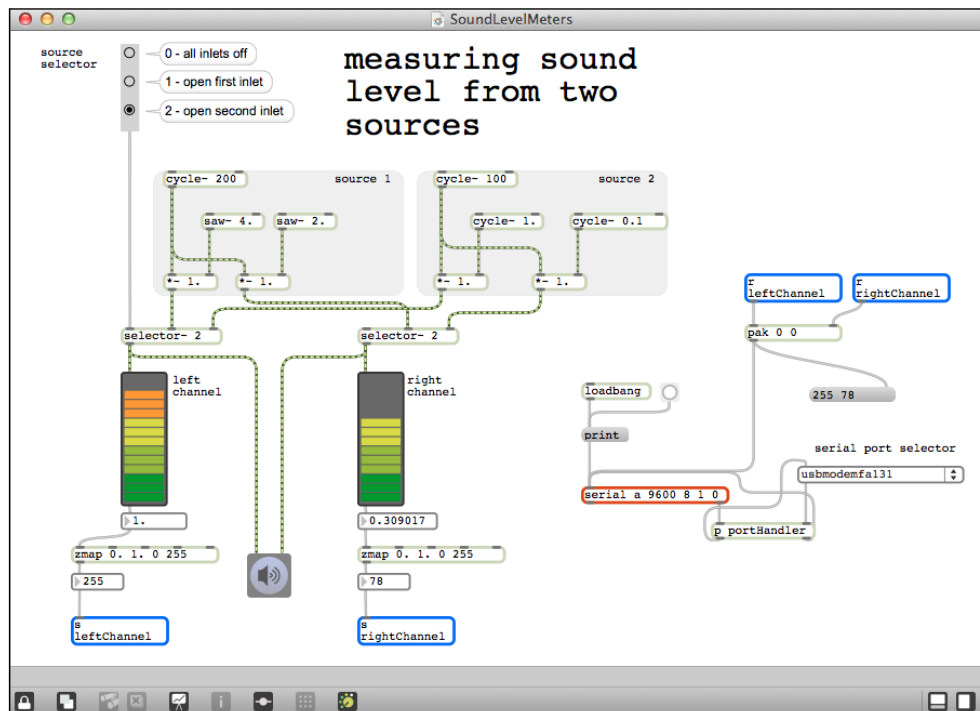 SoundLevelMeters
source
selector
0 - all inlets off
1 - open first inlet
2 - open second inlet
measuring sound
level from two
sources
cycle~ 200
source 1
saw~ 4.
saw~ 2.
*~ 1.
*~ 1.
cycle~ 100
source 2
cycle~ 1.
cycle~ 0.1
*~ 1.
*~ 1.
selector~ 2
selector~ 2
left
channel
right
channel
1.
0.309017
zmap 0. 1. 0 255
zmap 0. 1. 0 255
255
78
s
leftChannel
s
rightChannel
r
leftChannel
r
rightChannel
pak 0 0
255 78
loadbang
print
serial port selector
usbmodemfa131
serial a 9600 8 1 0
p portHandler